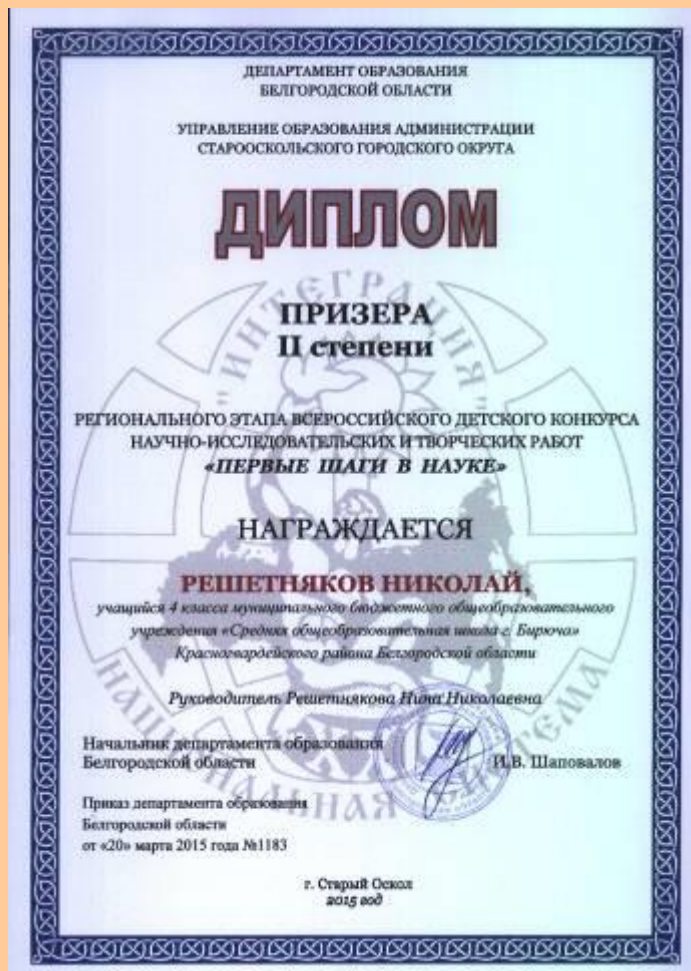 ДЕПАРТАМЕНТ ОБРАЗОВАНИЯ
БЕЛГОРОДСКОЙ ОБЛАСТИ
УПРАВЛЕНИЕ ОБРАЗОВАНИЯ АДМИНИСТРАЦИИ
СТАРООСКОЛЬСКОГО ГОРОДСКОГО ОКРУГА
ДИПЛОМ
"ИНТЕГРАЦИЯ"
ПРИЗЕРА
II степени
РЕГИОНАЛЬНОГО ЭТАПА ВСЕРОССИЙСКОГО ДЕТСКОГО КОНКУРСА
НАУЧНО-ИССЛЕДОВАТЕЛЬСКИХ И ТВОРЧЕСКИХ РАБОТ
«ПЕРВЫЕ ШАГИ В НАУКЕ»
НАГРАЖДАЕТСЯ
РЕШЕТНЯКОВ НИКОЛАЙ,
учащийся 4 класса муниципального бюджетного общеобразовательного
учреждения «Средняя общеобразовательная школа г. Бирюча»
Красногвардейского района Белгородской области
Руководитель Решетнякова Нина Николаевна
НАЦИОНАЛЬНАЯ СИСТЕМА
Начальник департамента образования
Белгородской области И.В. Шаповалов
Приказ департамента образования
Белгородской области
от «20» марта 2015 года №1183
г. Старый Оскол
2015 год